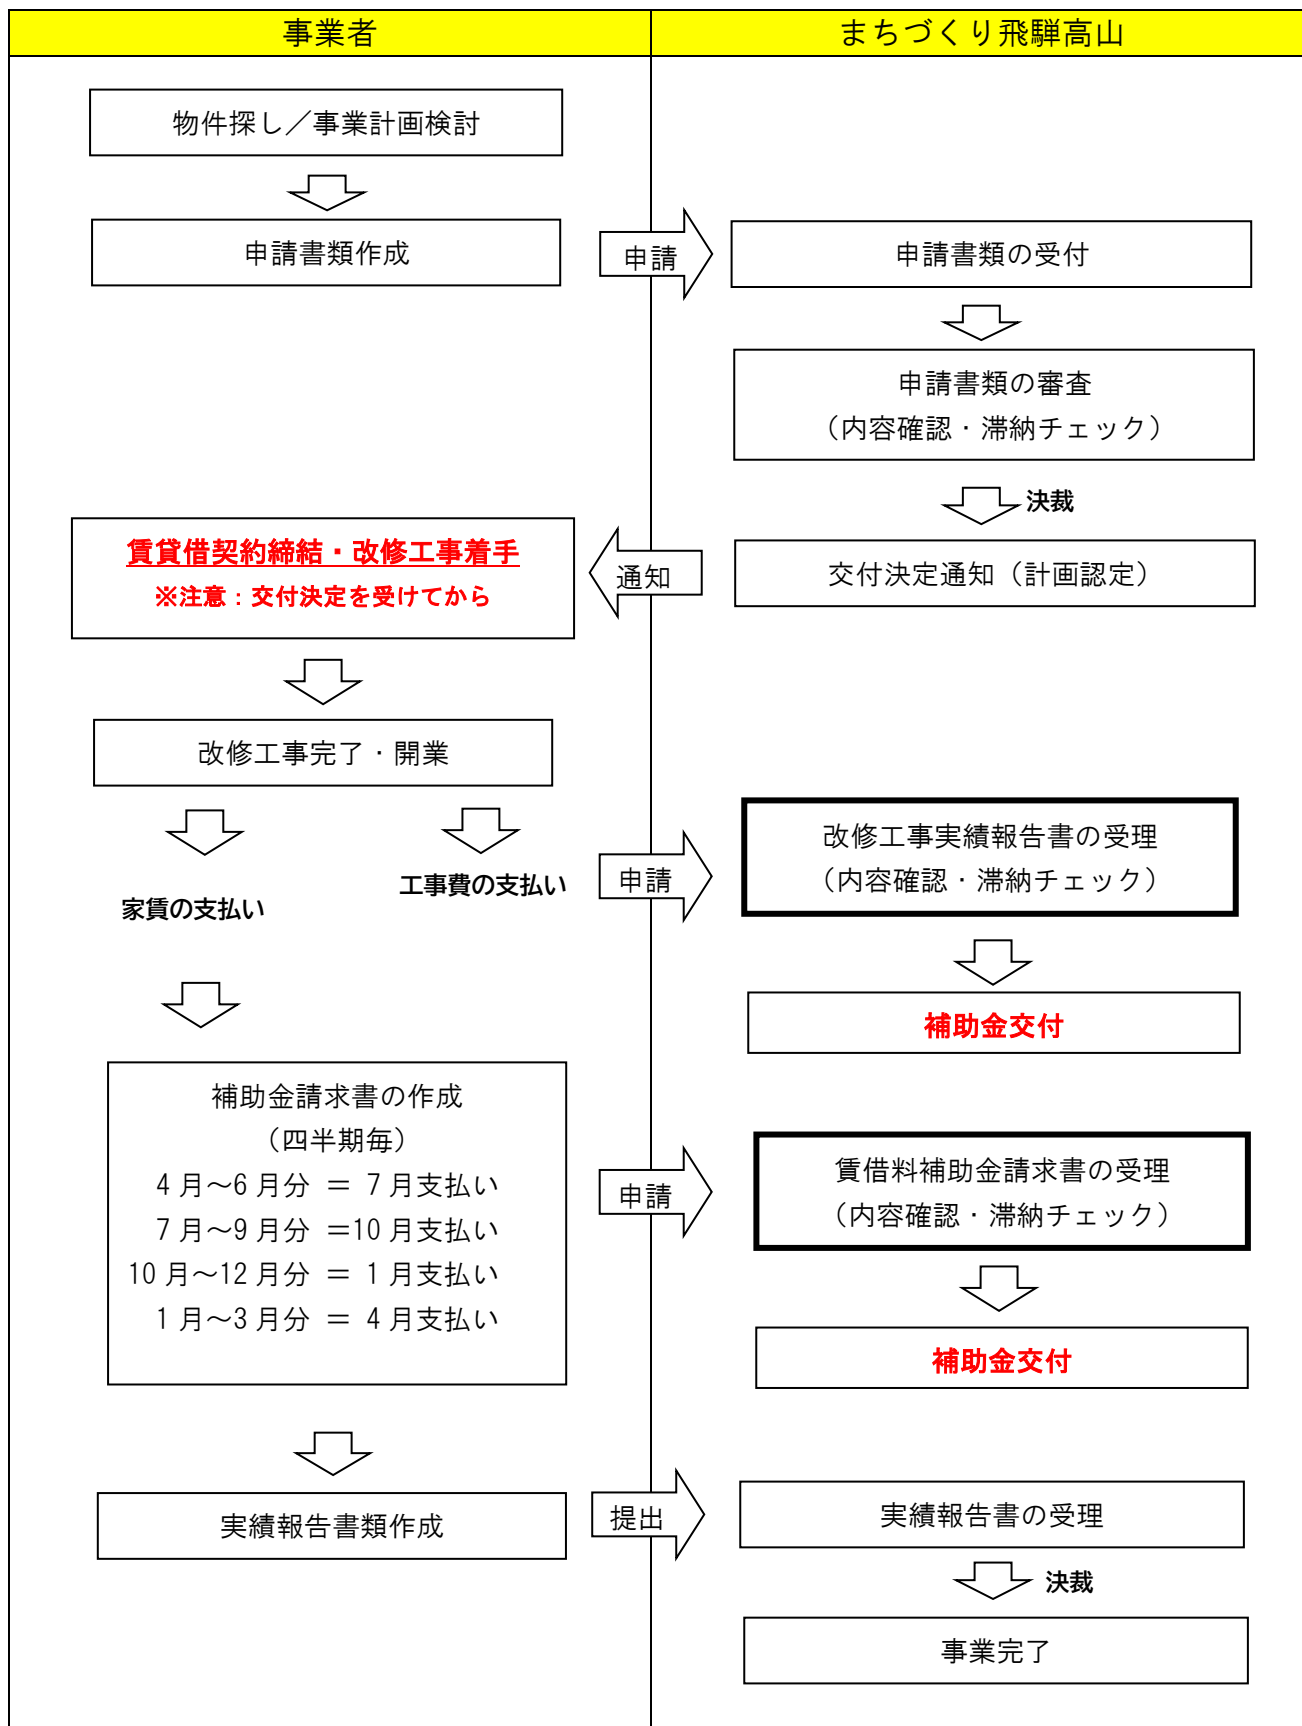 事業者
まちづくり飛騨高山
物件探し／事業計画検討
申請書類作成
申請
申請書類の受付
申請書類の審査
（内容確認・滞納チェック）
決裁
交付決定通知（計画認定）
通知
賃貸借契約締結・改修工事着手
※注意：交付決定を受けてから
改修工事完了・開業
家賃の支払い
工事費の支払い
申請
改修工事実績報告書の受理
（内容確認・滞納チェック）
補助金交付
補助金請求書の作成
（四半期毎）
4月～6月分 ＝ 7月支払い
7月～9月分 ＝10月支払い
10月～12月分 ＝ 1月支払い
1月～3月分 ＝ 4月支払い
申請
賃借料補助金請求書の受理
（内容確認・滞納チェック）
補助金交付
実績報告書類作成
提出
実績報告書の受理
決裁
事業完了